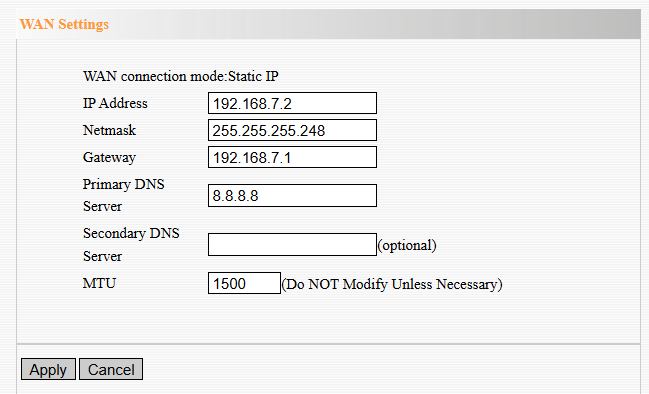 WAN Settings
WAN connection mode:Static IP
IP Address 192.168.7.2
Netmask 255.255.255.248
Gateway 192.168.7.1
Primary DNS
Server 8.8.8.8
Secondary DNS
Server (optional)
MTU 1500 (Do NOT Modify Unless Necessary)
Apply Cancel